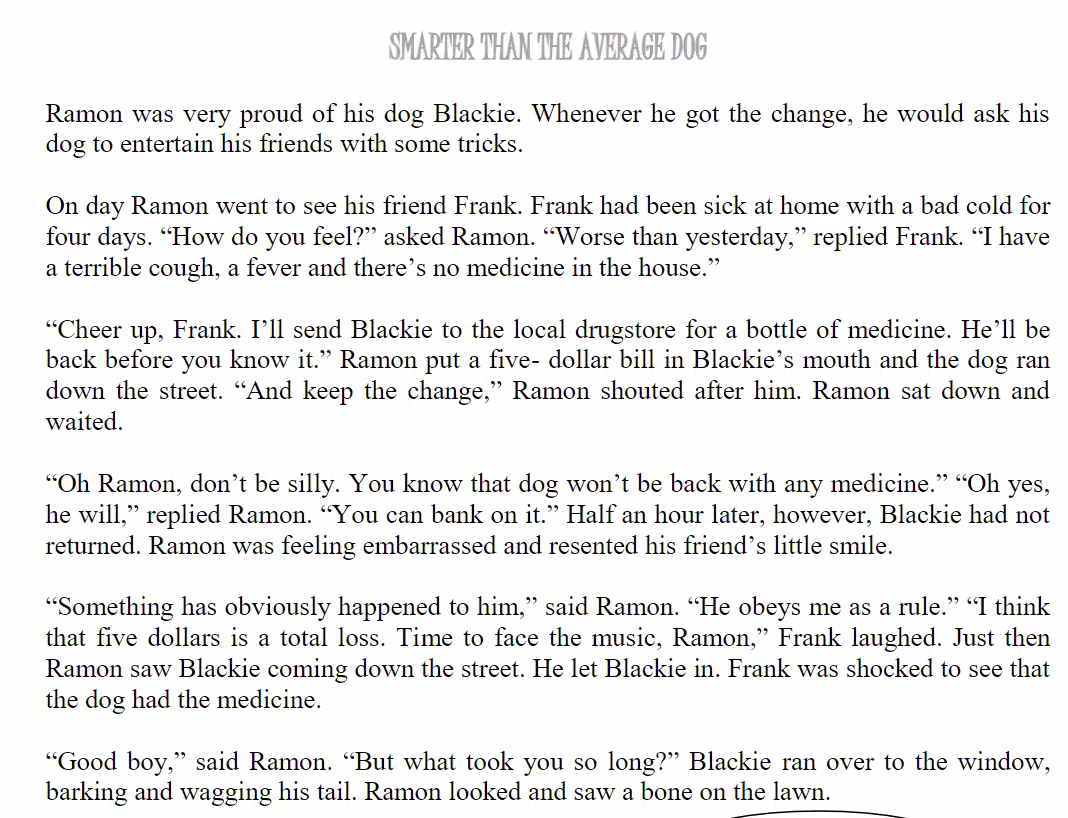 SMARTER THAN THE AVERAGE DOG
Ramon was very proud of his dog Blackie. Whenever he got the change, he would ask his
dog to entertain his friends with some tricks.
On day Ramon went to see his friend Frank. Frank had been sick at home with a bad cold for
four days. “How do you feel?” asked Ramon. “Worse than yesterday,” replied Frank. “I have
a terrible cough, a fever and there’s no medicine in the house.”
“Cheer up, Frank. I’ll send Blackie to the local drugstore for a bottle of medicine. He’ll be
back before you know it.” Ramon put a five- dollar bill in Blackie’s mouth and the dog ran
down the street. “And keep the change,” Ramon shouted after him. Ramon sat down and
waited.
“Oh Ramon, don’t be silly. You know that dog won’t be back with any medicine.” “Oh yes,
he will,” replied Ramon. “You can bank on it.” Half an hour later, however, Blackie had not
returned. Ramon was feeling embarrassed and resented his friend’s little smile.
“Something has obviously happened to him,” said Ramon. “He obeys me as a rule.” “I think
that five dollars is a total loss. Time to face the music, Ramon,” Frank laughed. Just then
Ramon saw Blackie coming down the street. He let Blackie in. Frank was shocked to see that
the dog had the medicine.
“Good boy,” said Ramon. “But what took you so long?” Blackie ran over to the window,
barking and wagging his tail. Ramon looked and saw a bone on the lawn.